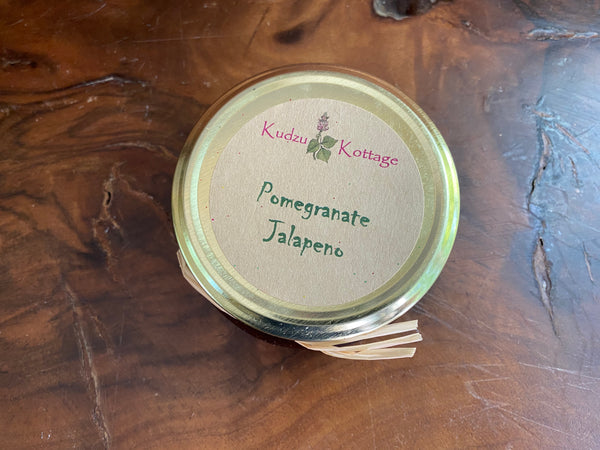 Kudzu Kottage
Pomegranate
Jalapeno